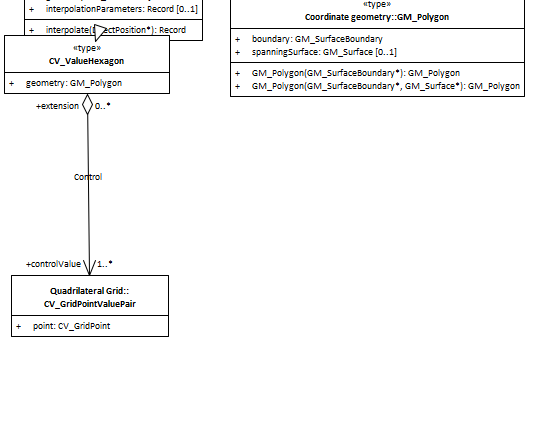 + interpolationParameters: Record [0..1]
+ interpolate( ectPosition*): Record
«type»
CV_ValueHexagon
+ geometry: GM_Polygon
+extension 0..*
Control
+controlValue 1..*
Quadrilateral Grid::
CV_GridPointValuePair
+ point: CV_GridPoint
«type»
Coordinate geometry::GM_Polygon
+ boundary: GM_SurfaceBoundary
+ spanningSurface: GM_Surface [0..1]
+ GM_Polygon(GM_SurfaceBoundary*): GM_Polygon
+ GM_Polygon(GM_SurfaceBoundary*, GM_Surface*): GM_Polygon